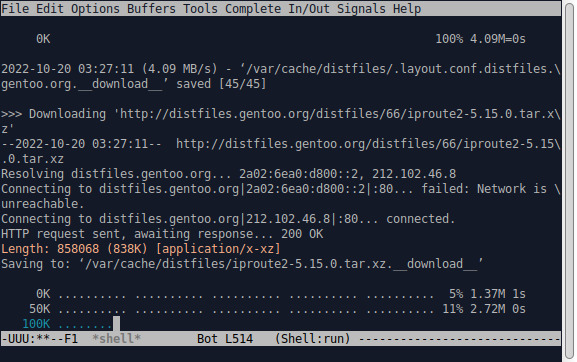 File Edit Options Buffers Tools Complete In/Out Signals Help
0K 100% 4.09M=0s
2022-10-20 03:27:11 (4.09 MB/s) - ‘/var/cache/distfiles/.layout.conf.distfiles.\
gentoo.org.__download__’ saved [45/45]
>>> Downloading 'http://distfiles.gentoo.org/distfiles/66/iproute2-5.15.0.tar.x\
z'
--2022-10-20 03:27:11--  http://distfiles.gentoo.org/distfiles/66/iproute2-5.15\
.0.tar.xz
Resolving distfiles.gentoo.org... 2a02:6ea0:d800::2, 212.102.46.8
Connecting to distfiles.gentoo.org|2a02:6ea0:d800::2|:80... failed: Network is \
unreachable.
Connecting to distfiles.gentoo.org|212.102.46.8|:80... connected.
HTTP request sent, awaiting response... 200 OK
Length: 858068 (838K) [application/x-xz]
Saving to: ‘/var/cache/distfiles/iproute2-5.15.0.tar.xz.__download__’
0K .......... .......... .......... .......... ..........  5% 1.37M 1s
50K .......... .......... .......... .......... .......... 11% 2.72M 0s
100K ........
-UUU:**--F1  *shell*        Bot L514   (Shell:run) -----------------------------